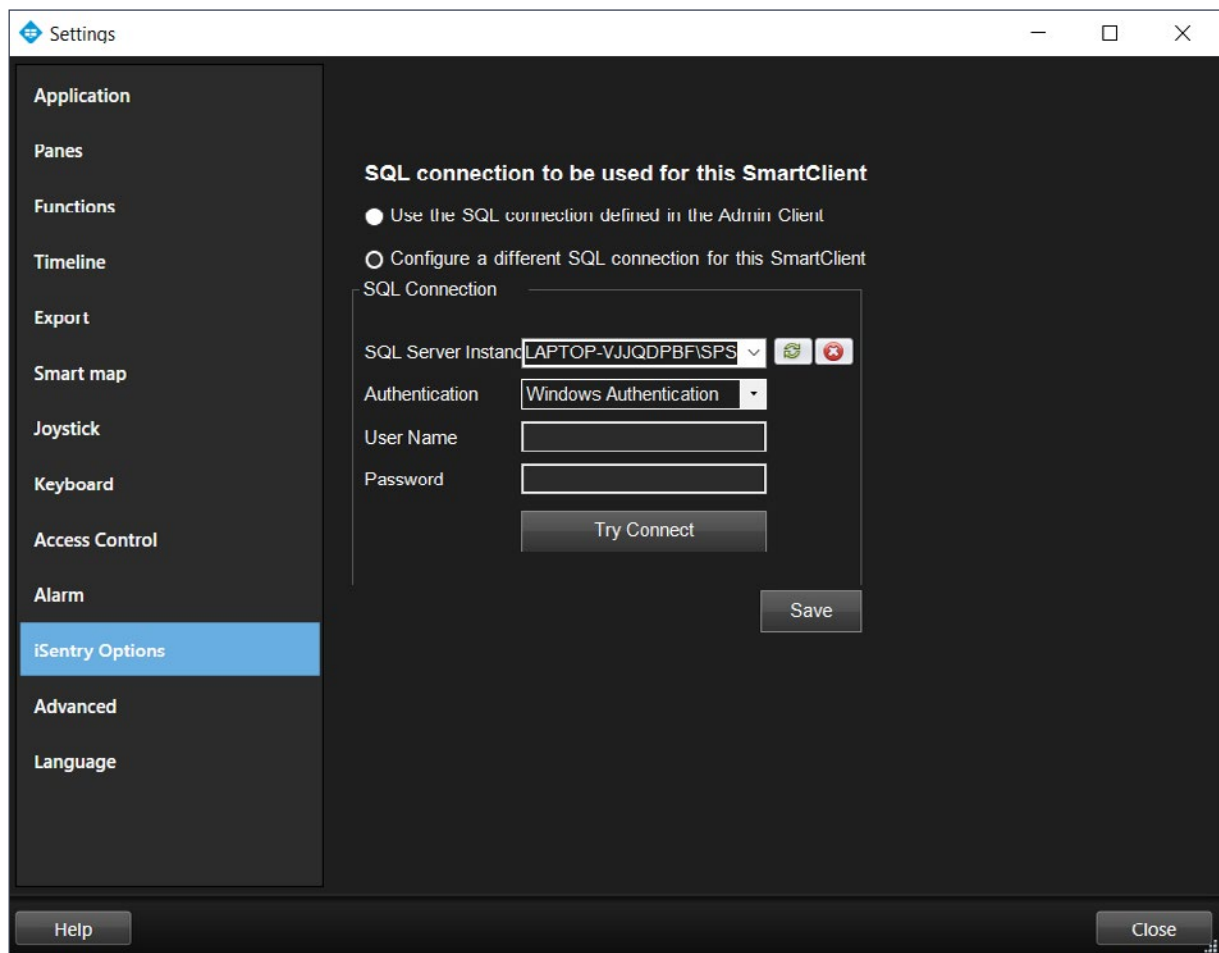 Settings
Application
Panes
Functions
Timeline
Export
Smart map
Joystick
Keyboard
Access Control
Alarm
iSentry Options
Advanced
Language
SQL connection to be used for this SmartClient
Use the SQL connection defined in the Admin Client
Configure a different SQL connection for this SmartClient
SQL Connection
SQL Server Instanc LAPTOP-VJJQDPBF\SPS
Authentication Windows Authentication
User Name
Password
Try Connect
Save
Help Close